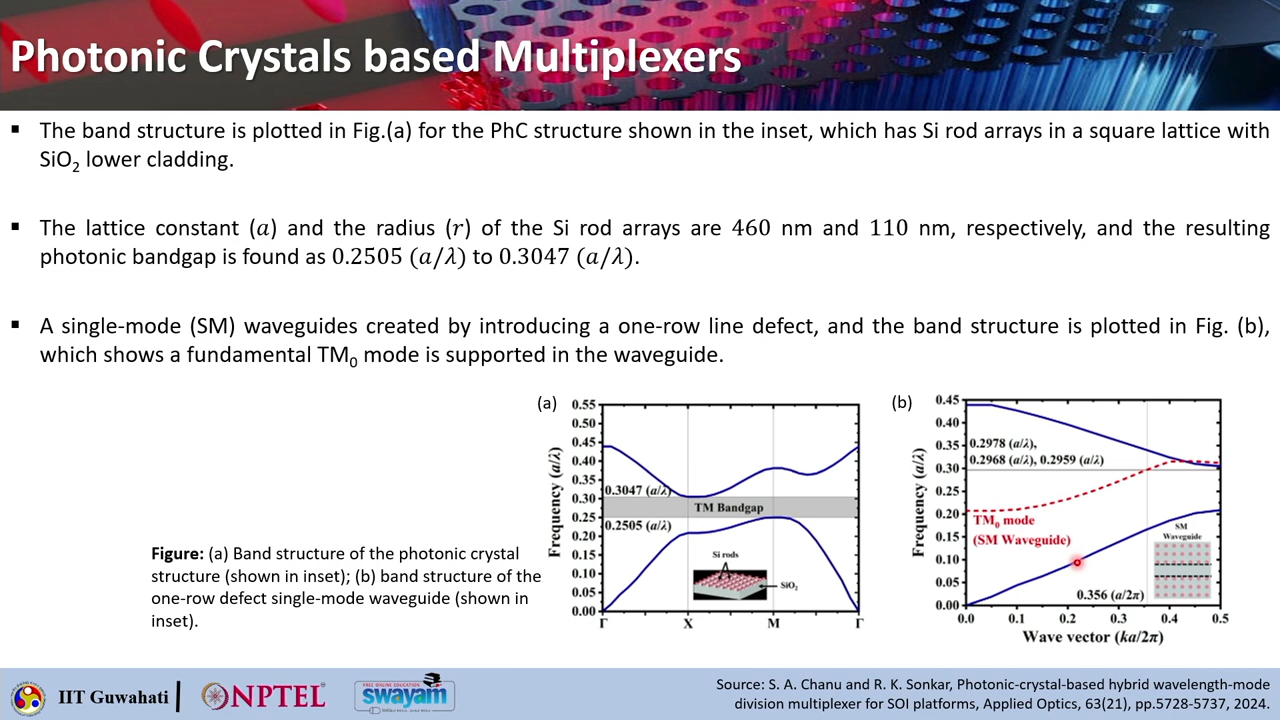 Photonic Crystals based Multiplexers
▪ The band structure is plotted in Fig.(a) for the PhC structure shown in the inset, which has Si rod arrays in a square lattice with
SiO2 lower cladding.
▪ The lattice constant (𝑎) and the radius (𝑟) of the Si rod arrays are 460 nm and 110 nm, respectively, and the resulting
photonic bandgap is found as 0.2505 (𝑎/𝜆) to 0.3047 (𝑎/𝜆).
▪ A single-mode (SM) waveguides created by introducing a one-row line defect, and the band structure is plotted in Fig. (b),
which shows a fundamental TM0 mode is supported in the waveguide.
(a)
Frequency (a/λ)
0.55
0.50
0.45
0.40
0.35
0.30
0.25
0.20
0.15
0.10
0.05
0.00
0.3047 (a/λ)
TM Bandgap
0.2505 (a/λ)
Si rods
SiO2
Γ X M Γ
(b)
Frequency (a/λ)
0.45
0.40
0.35
0.30
0.25
0.20
0.15
0.10
0.05
0.00
0.2978 (a/λ),
0.2968 (a/λ), 0.2959 (a/λ)
TM0 mode
(SM Waveguide)
SM
Waveguide
0.356 (a/2π)
0.0 0.1 0.2 0.3 0.4 0.5
Wave vector (ka/2π)
Figure: (a) Band structure of the photonic crystal
structure (shown in inset); (b) band structure of the
one-row defect single-mode waveguide (shown in
inset).
IIT Guwahati
NPTEL
FREE ONLINE EDUCATION
swayam
Source: S. A. Chahal and R. K. Sonkar, Photonic-crystal-based hybrid wavelength-mode
division multiplexer for SOI platforms, Applied Optics, 63(21), pp.5728-5737, 2024.